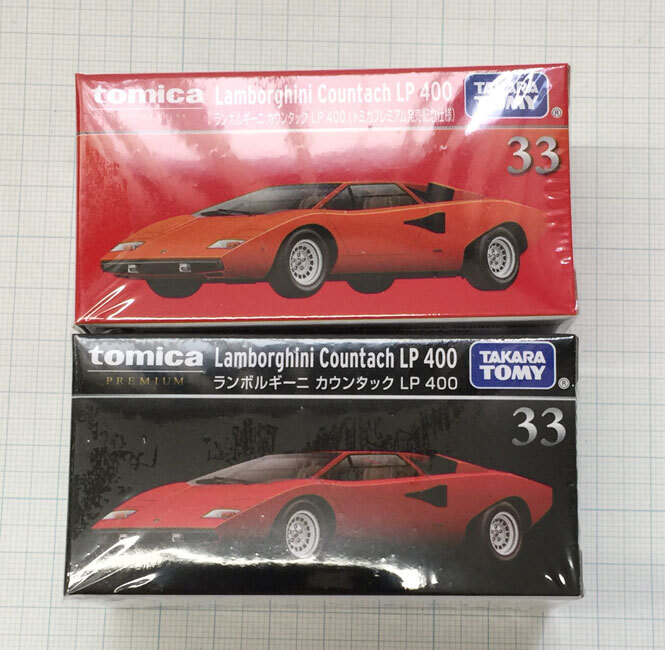 tomica Lamborghini Countach LP 400
TAKARA TOMY ®
ランボルギーニ カウンタック LP 400 (トミカプレミアム発売記念仕様)
33
tomica Lamborghini Countach LP 400
PREMIUM ランボルギーニ カウンタック LP 400
TAKARA TOMY ®
33